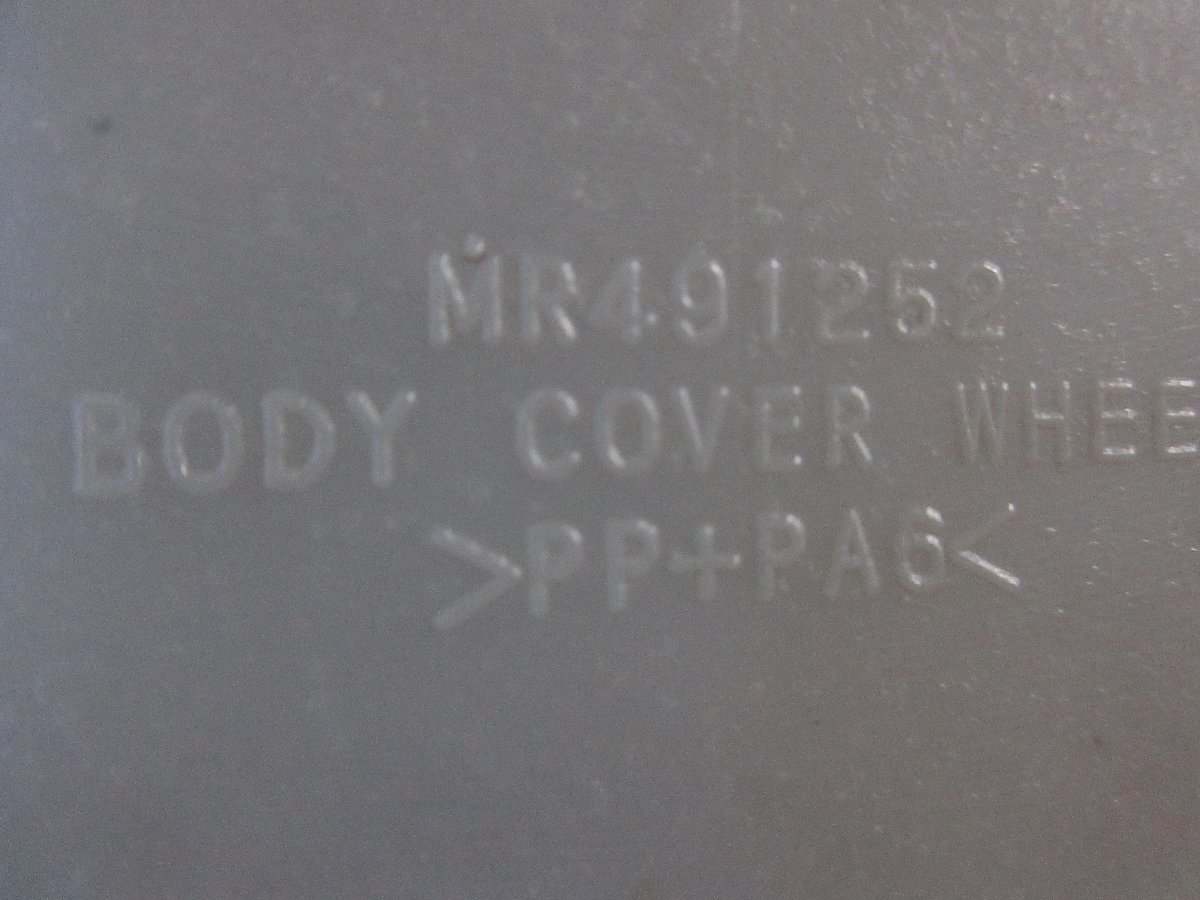 MR491252
BODY COVER WHEE
>PP+PA6<